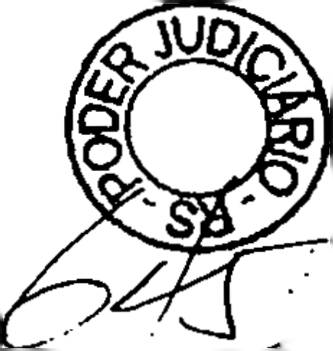 PODER JUDICIÁRIO - RS -